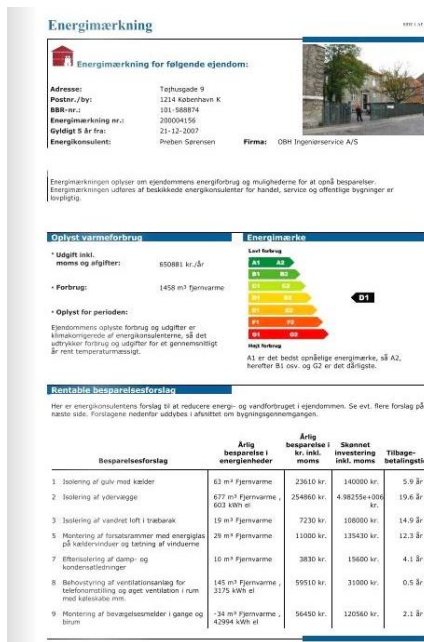 Energimærkning
Energimærkning for følgende ejendom:
Adresse: Tøjhusgade 9
Postnr./by: 1214 København K
BBR-nr.: 101-588874
Energimærkning nr.: 200004156
Gyldigt 5 år fra: 21-12-2007
Energikonsulent: Preben Sørensen Firma: OBH Ingeniørservice A/S
Energimærkningen oplyser om ejendommens energiforbrug og mulighederne for at opnå besparelser.
Energimærkningen udføres af beskikkede energikonsulenter for handel, service og offentlige bygninger er
lovpligtig.
Oplyst varmeforbrug
• Udgift inkl.
moms og afgifter: 650881 kr./år
• Forbrug: 1458 m³ fjernvarme
• Oplyst for perioden:
Ejendommens oplyste forbrug og udgifter er
klimakorrigerede af energikonsulenterne, så det
udtrykker forbrug og udgifter for et gennemsnitligt
år rent temperaturmæssigt.
Energimærke
Lavt forbrug
A1 A2
B1 B2
C1 C2
D1 D2
E1 E2
F1 F2
G1 G2
Højt forbrug
D1
A1 er det bedst opnåelige energimærke, så A2,
herefter B1 osv. og G2 er det dårligste.
Rentable besparelsesforslag
Her er energikonsulentens forslag til at reducere energi- og vandforbruget i ejendommen. Se evt. flere forslag på
næste side. Forslagene nedenfor uddybes i afsnittet om bygningsgennemgangen.
Besparelsesforslag
Årlig
besparelse i
energienheder
Årlig
besparelse i
kr. inkl.
moms
Skønnet
investering
inkl. moms
Tilbage-
betalingstid
1 Isolering af gulv mod kælder 63 m³ Fjernvarme 23610 kr. 140000 kr. 5.9 år
2 Isolering af ydervægge 677 m³ Fjernvarme , 254860 kr. 4.98255e+006 19.6 år
603 kWh el kr.
3 Isolering af vandret loft i træbarak 19 m³ Fjernvarme 7230 kr. 108000 kr. 14.9 år
5 Montering af forsatsrammer med energiglas 29 m³ Fjernvarme 11000 kr. 135430 kr. 12.3 år
på kældervinduer og tætning af vinduerne
7 Efterisolering af damp- og 10 m³ Fjernvarme 3830 kr. 15600 kr. 4.1 år
kondensatledninger
8 Behovstyring af ventilationsanlæg for 145 m³ Fjernvarme , 59510 kr. 31000 kr. 0.5 år
tefilmopstilling og øget ventilation i rum 3175 kWh el
med køleskabe mm.
9 Montering af bevægelsesmelder i gange og -34 m³ Fjernvarme , 56450 kr. 120560 kr. 2.1 år
birum 42994 kWh el